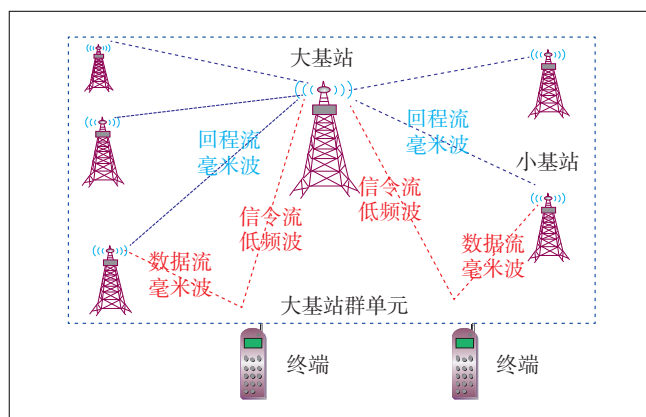 大基站
回程流
毫米波
回程流
毫米波
小基站
信令流
低频波
信令流
低频波
数据流
毫米波
数据流
毫米波
大基站群单元
终端
终端